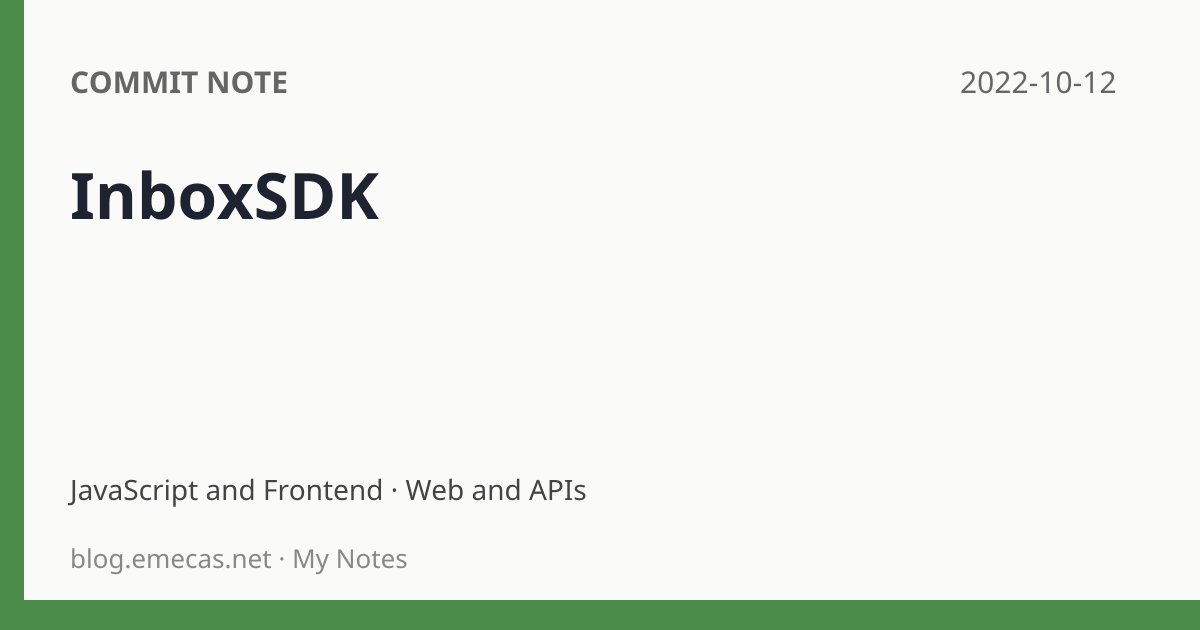 COMMIT NOTE
2022-10-12
InboxSDK
JavaScript and Frontend · Web and APIs
blog.emecas.net · My Notes